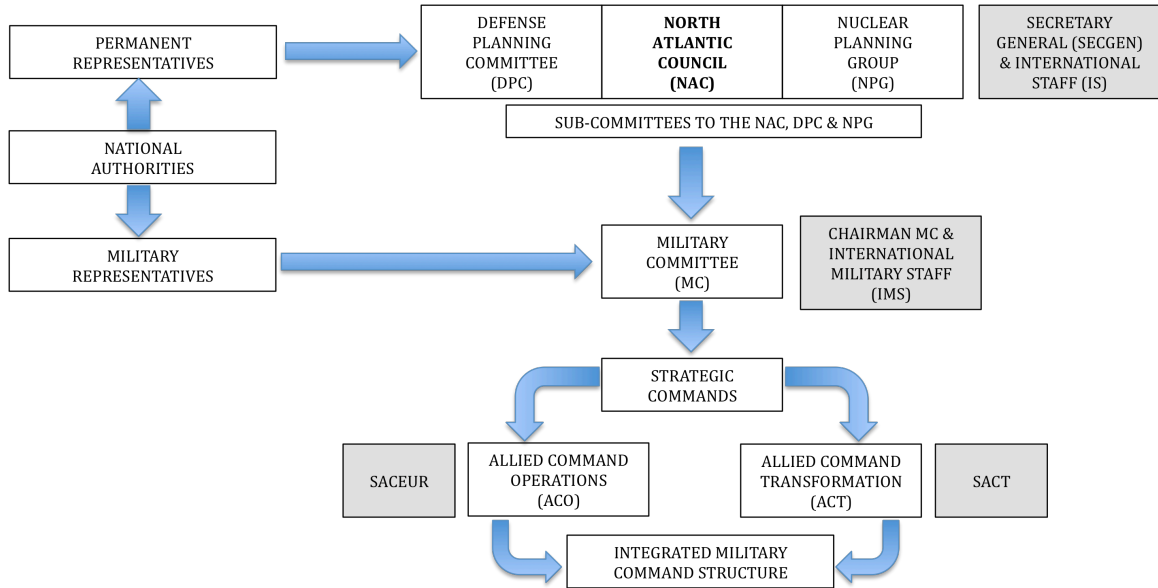 PERMANENT
REPRESENTATIVES
DEFENSE
PLANNING
COMMITTEE
(DPC)
NORTH
ATLANTIC
COUNCIL
(NAC)
NUCLEAR
PLANNING
GROUP
(NPG)
SECRETARY
GENERAL (SECGEN)
& INTERNATIONAL
STAFF (IS)
SUB-COMMITTEES TO THE NAC, DPC & NPG
NATIONAL
AUTHORITIES
MILITARY
REPRESENTATIVES
MILITARY
COMMITTEE
(MC)
CHAIRMAN MC &
INTERNATIONAL
MILITARY STAFF
(IMS)
STRATEGIC
COMMANDS
SACEUR
ALLIED COMMAND
OPERATIONS
(ACO)
ALLIED COMMAND
TRANSFORMATION
(ACT)
SACT
INTEGRATED MILITARY
COMMAND STRUCTURE